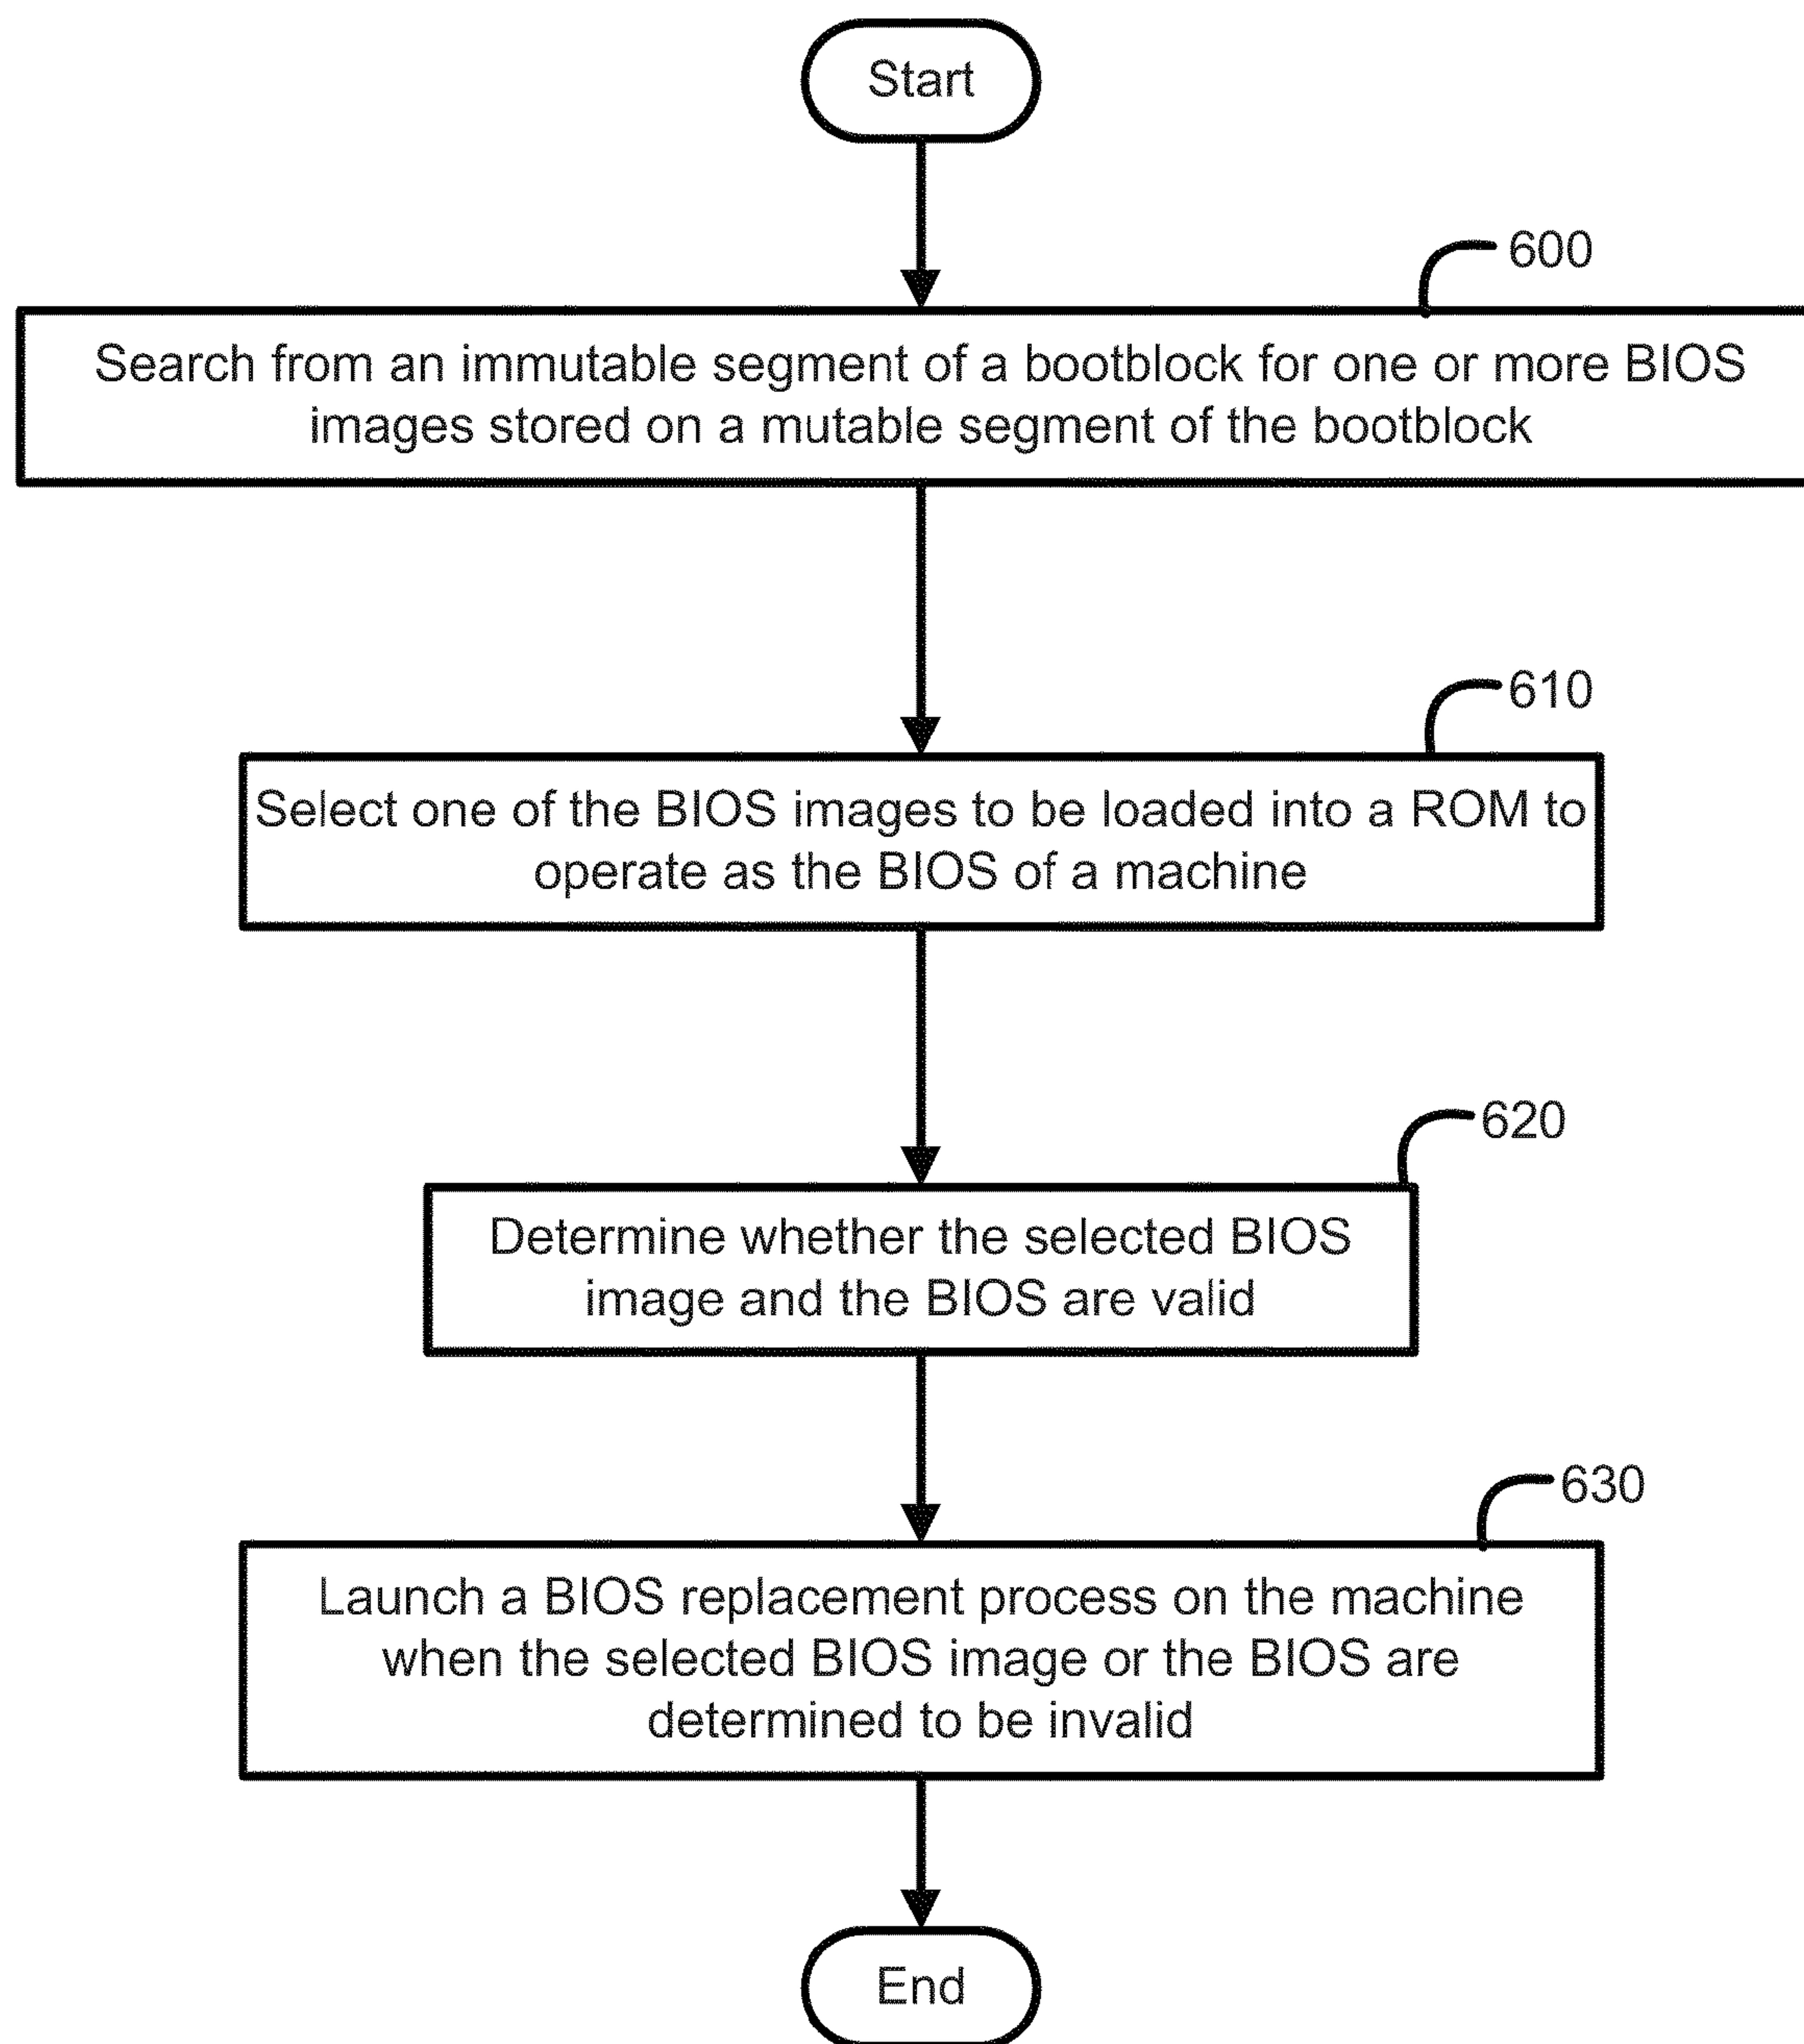 Start
600
Search from an immutable segment of a bootblock for one or more BIOS
images stored on a mutable segment of the bootblock
610
Select one of the BIOS images to be loaded into a ROM to
operate as the BIOS of a machine
620
Determine whether the selected BIOS
image and the BIOS are valid
630
Launch a BIOS replacement process on the machine
when the selected BIOS image or the BIOS are
determined to be invalid
End